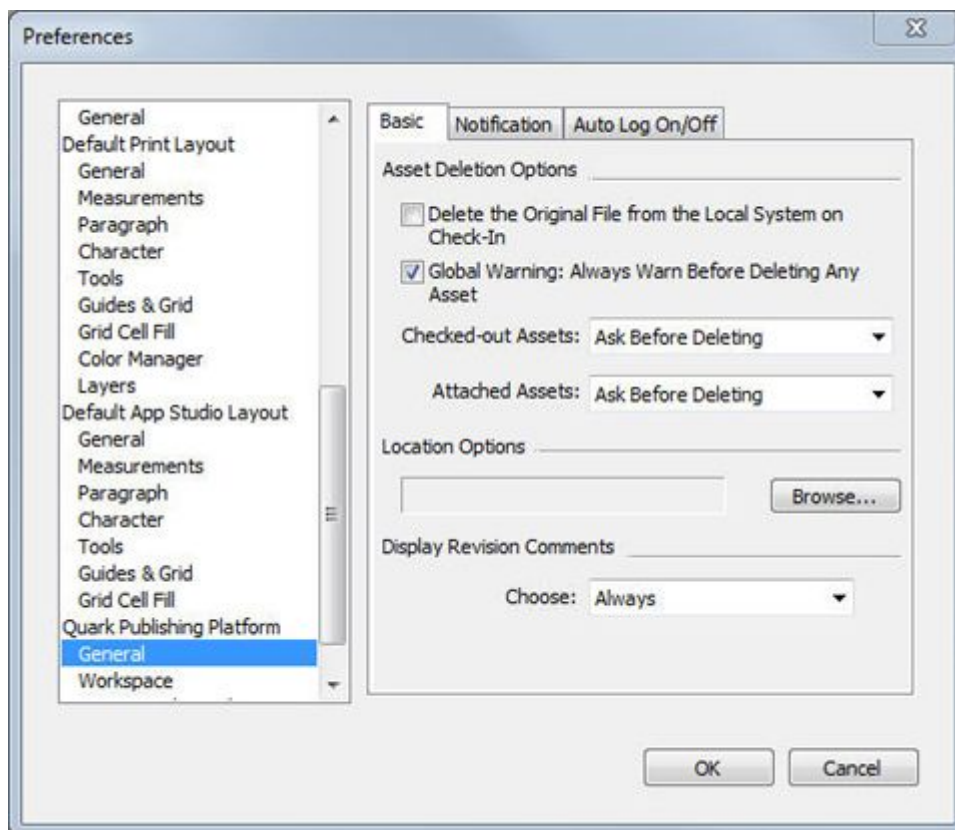 Preferences
General
Default Print Layout
General
Measurements
Paragraph
Character
Tools
Guides & Grid
Grid Cell Fill
Color Manager
Layers
Default App Studio Layout
General
Measurements
Paragraph
Character
Tools
Guides & Grid
Grid Cell Fill
Quark Publishing Platform
General
Workspace
Basic Notification Auto Log On/Off
Asset Deletion Options
Delete the Original File from the Local System on
Check-In
Global Warning: Always Warn Before Deleting Any
Asset
Checked-out Assets: Ask Before Deleting
Attached Assets: Ask Before Deleting
Location Options
Browse...
Display Revision Comments
Choose: Always
OK Cancel